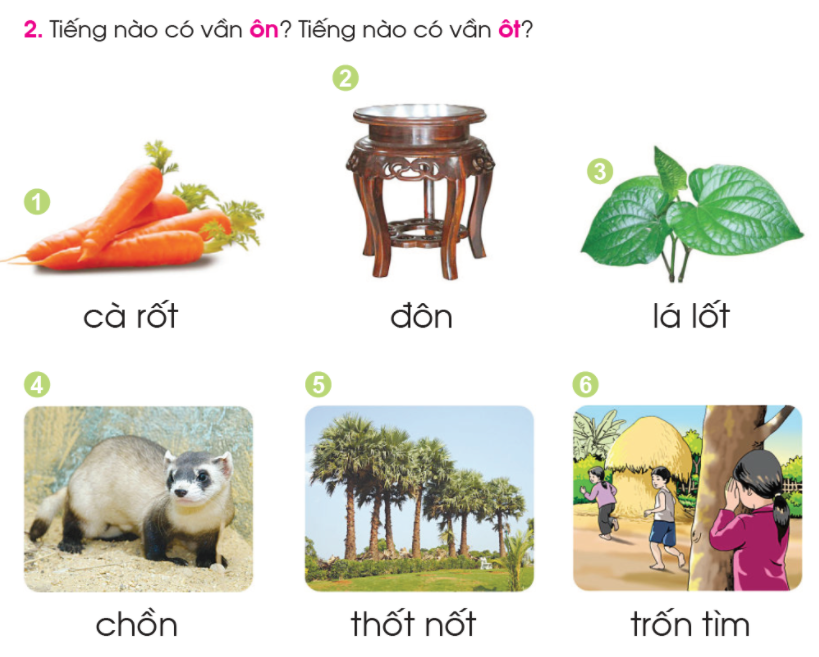 2. Tiếng nào có vần ôn? Tiếng nào có vần ôt?
1
cà rốt
2
đôn
3
lá lốt
4
chồn
5
thốt nốt
6
trốn tìm